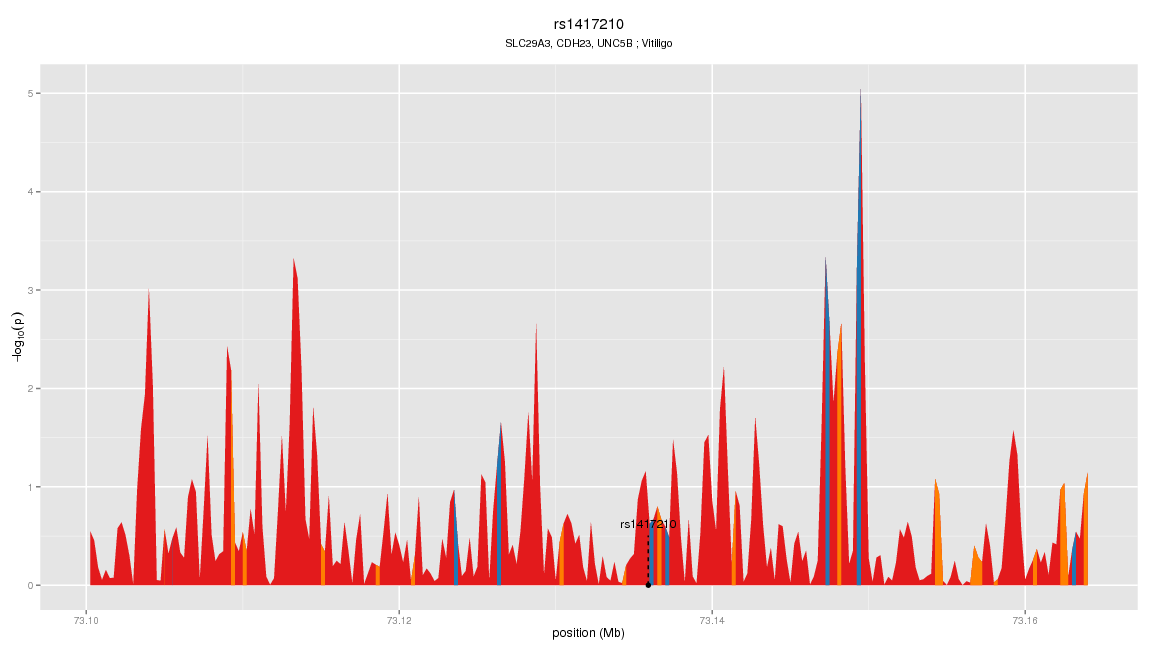 rs1417210
SLC29A3, CDH23, UNC5B ; Vitiligo
5
4
3
2
1
0
−log10(p)
rs1417210
73.10
73.12
73.14
73.16
position (Mb)